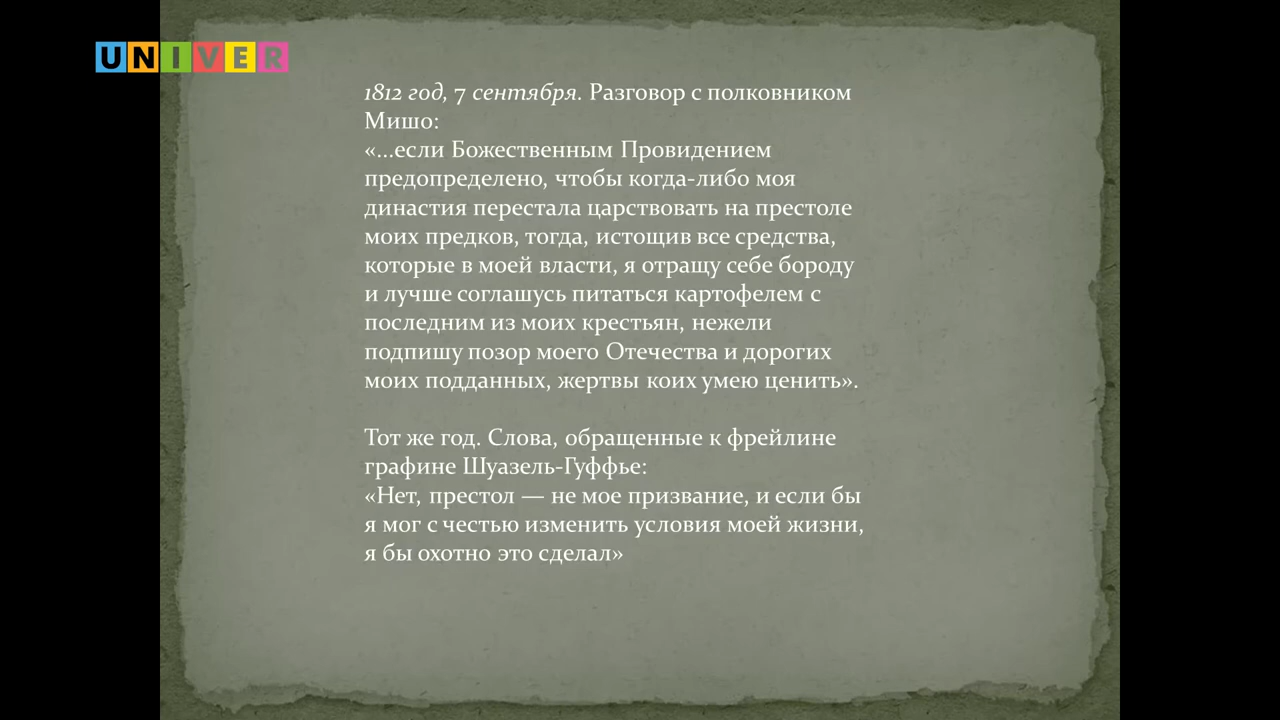 UNIVER
1812 год, 7 сентября. Разговор с полковником
Мишо:
«...если Божественным Провидением
предопределено, чтобы когда-либо моя
династия перестала царствовать на престоле
моих предков, тогда, истощив все средства,
которые в моей власти, я отращу себе бороду
и лучше соглашусь питаться картофелем с
последним из моих крестьян, нежели
подпишу позор моего Отечества и дорогих
моих подданных, жертвы коих умею ценить».
Тот же год. Слова, обращенные к фрейлине
графине Шуазель-Гуффье:
«Нет, престол — не мое призвание, и если бы
я мог с честью изменить условия моей жизни,
я бы охотно это сделал»